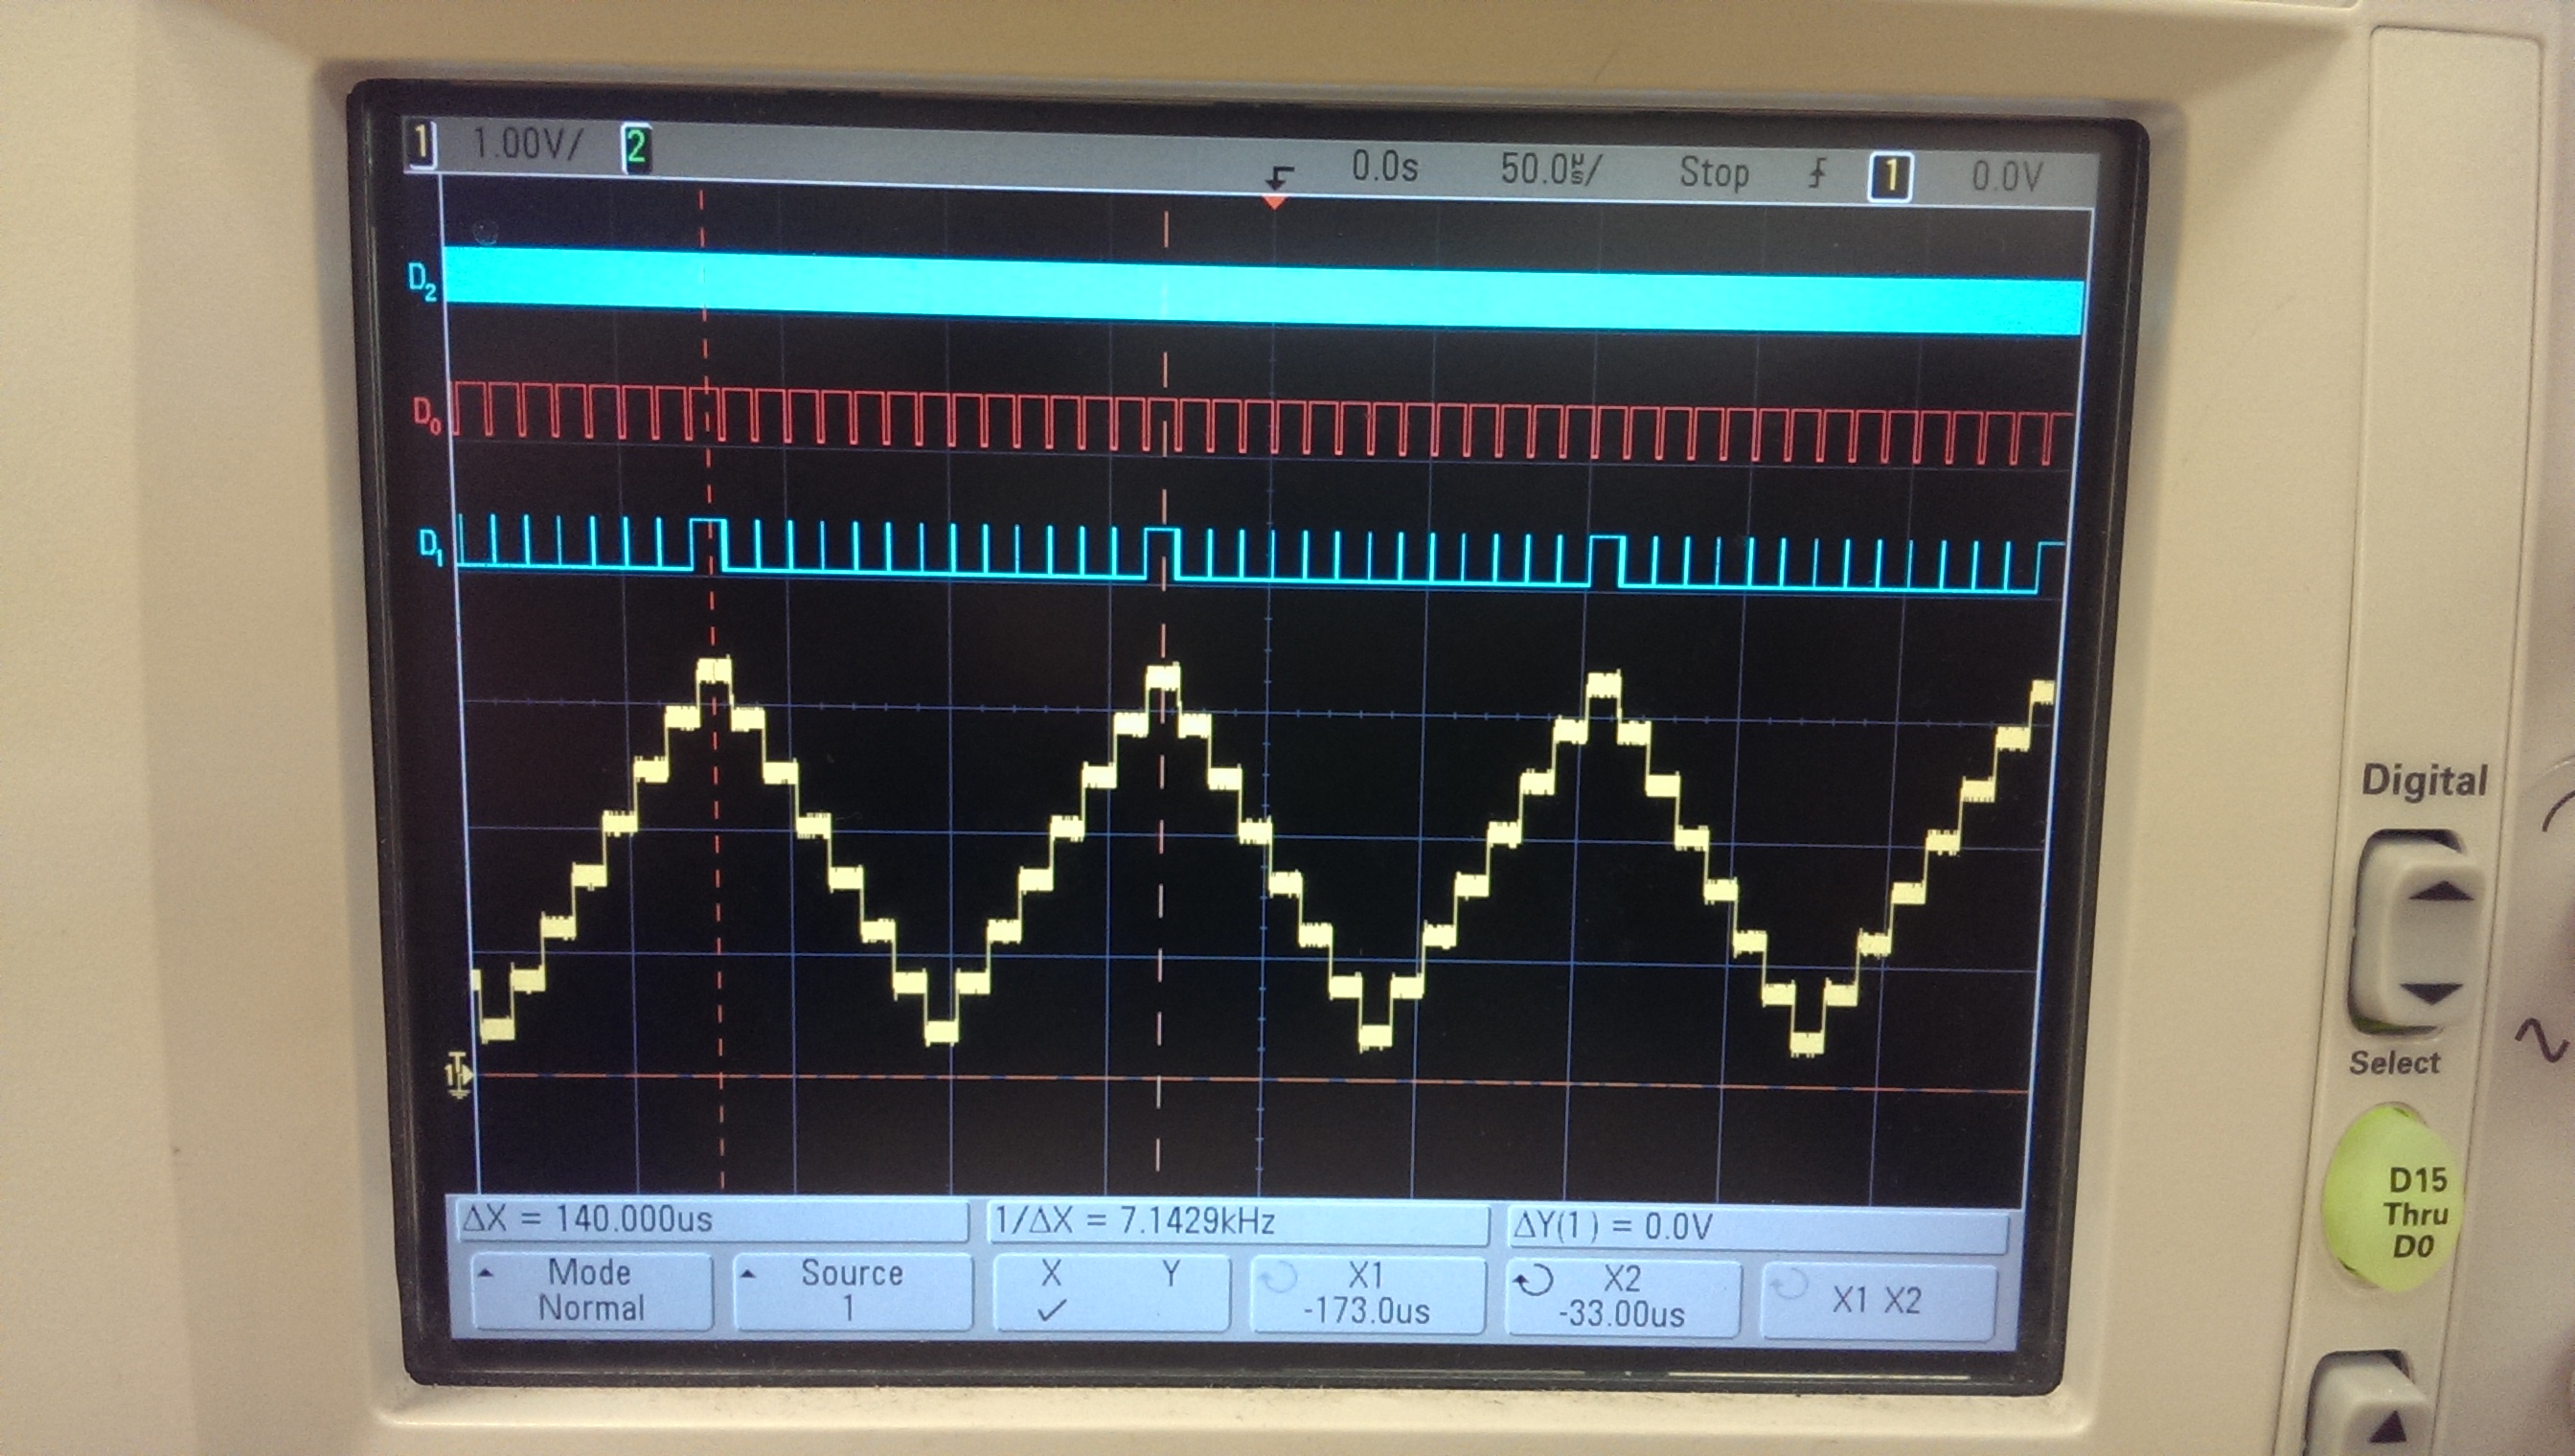 1 1.00V/ 2 0.0s 50.0µs/ Stop 1 0.0V
D2
D0
D1
1
ΔX = 140.000us 1/ΔX = 7.1429kHz ΔY(1) = 0.0V
Mode
Normal
Source
1
X Y
X1
-173.0us
X2
-33.00us
X1 X2
Digital
Select
D15
Thru
D0